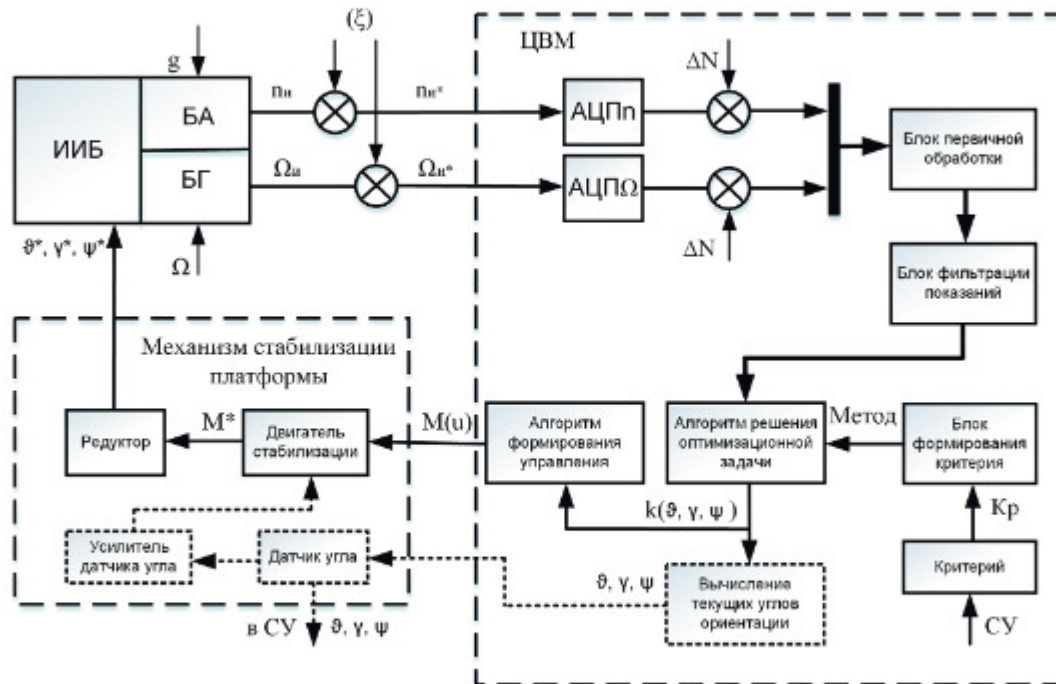 (ξ)
ЦВМ
g
ΔN
nи
nи*
ИИБ
БА
АЦПn
БГ
Ωи
Ωи*
АЦПΩ
Блок первичной
обработки
ϑ*, γ*, ψ*
Ω
ΔN
Блок фильтрации
показаний
Механизм стабилизации
платформы
M*
M(u)
Метод
Редуктор
Двигатель
стабилизации
Алгоритм
формирования
управления
Алгоритм решения
оптимизационной
задачи
Блок
формирования
критерия
k(ϑ, γ, ψ )
Кр
Усилитель
датчика угла
Датчик угла
ϑ, γ, ψ
Вычисление
текущих углов
ориентации
Критерий
в СУ
ϑ, γ, ψ
СУ